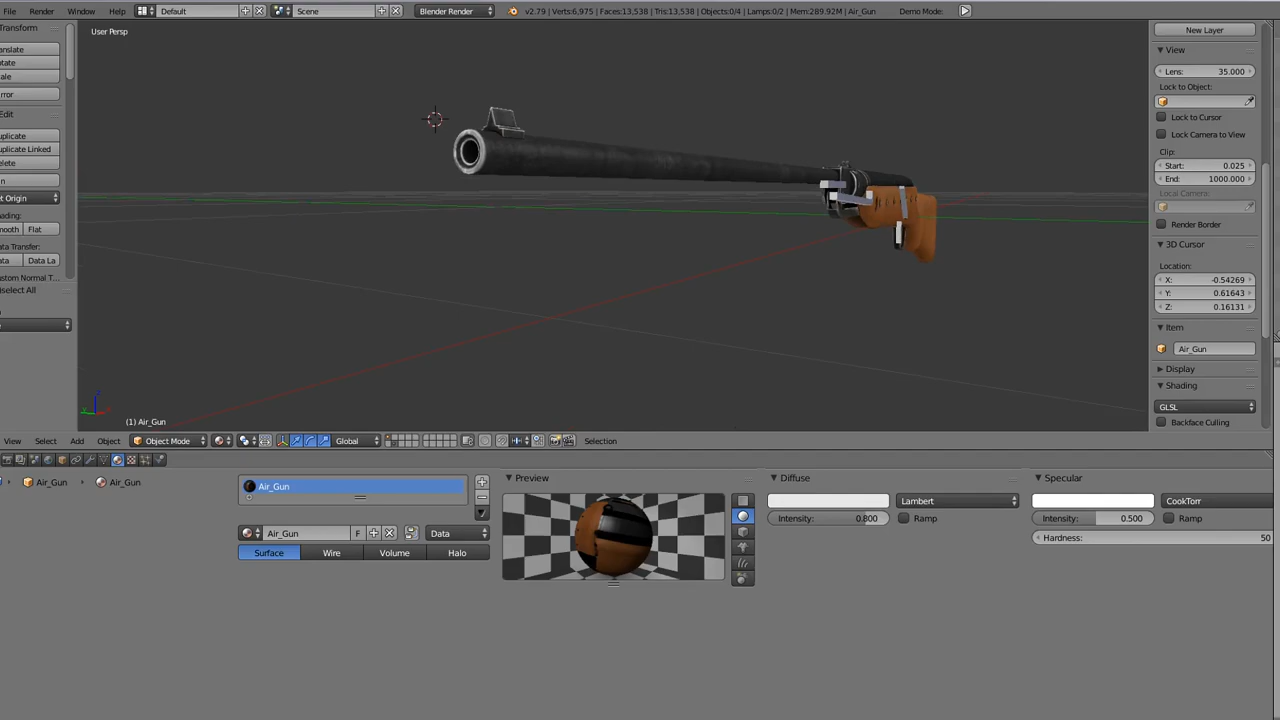 File Render Window Help Default Scene Blender Render v2.79 | Verts:6,975 | Faces:13,538 | Tris:13,538 | Objects:0/4 | Lamps:0/2 | Mem:289.92M | Air_Gun Demo Mode:
Transform
anslate
otate
ale
irror
Edit
uplicate
uplicate Linked
elete
in
et Origin
hading:
mooth Flat
ata Transfer:
ata Data La
ustom Normal T...
)select All
User Persp
(1) Air_Gun
New Layer
View
Lens: 35.000
Lock to Object:
Lock to Cursor
Lock Camera to View
Clip:
Start: 0.025
End: 1000.000
Local Camera:
Render Border
3D Cursor
Location:
X: -0.54269
Y: 0.61643
Z: 0.16131
Item
Air_Gun
Display
Shading
GLSL
Backface Culling
View Select Add Object Object Mode Global Selection
Air_Gun Air_Gun
Air_Gun
Air_Gun F Data
Surface Wire Volume Halo
Preview
Diffuse
Lambert
Intensity: 0.800 Ramp
Specular
CookTorr
Intensity: 0.500 Ramp
Hardness: 50